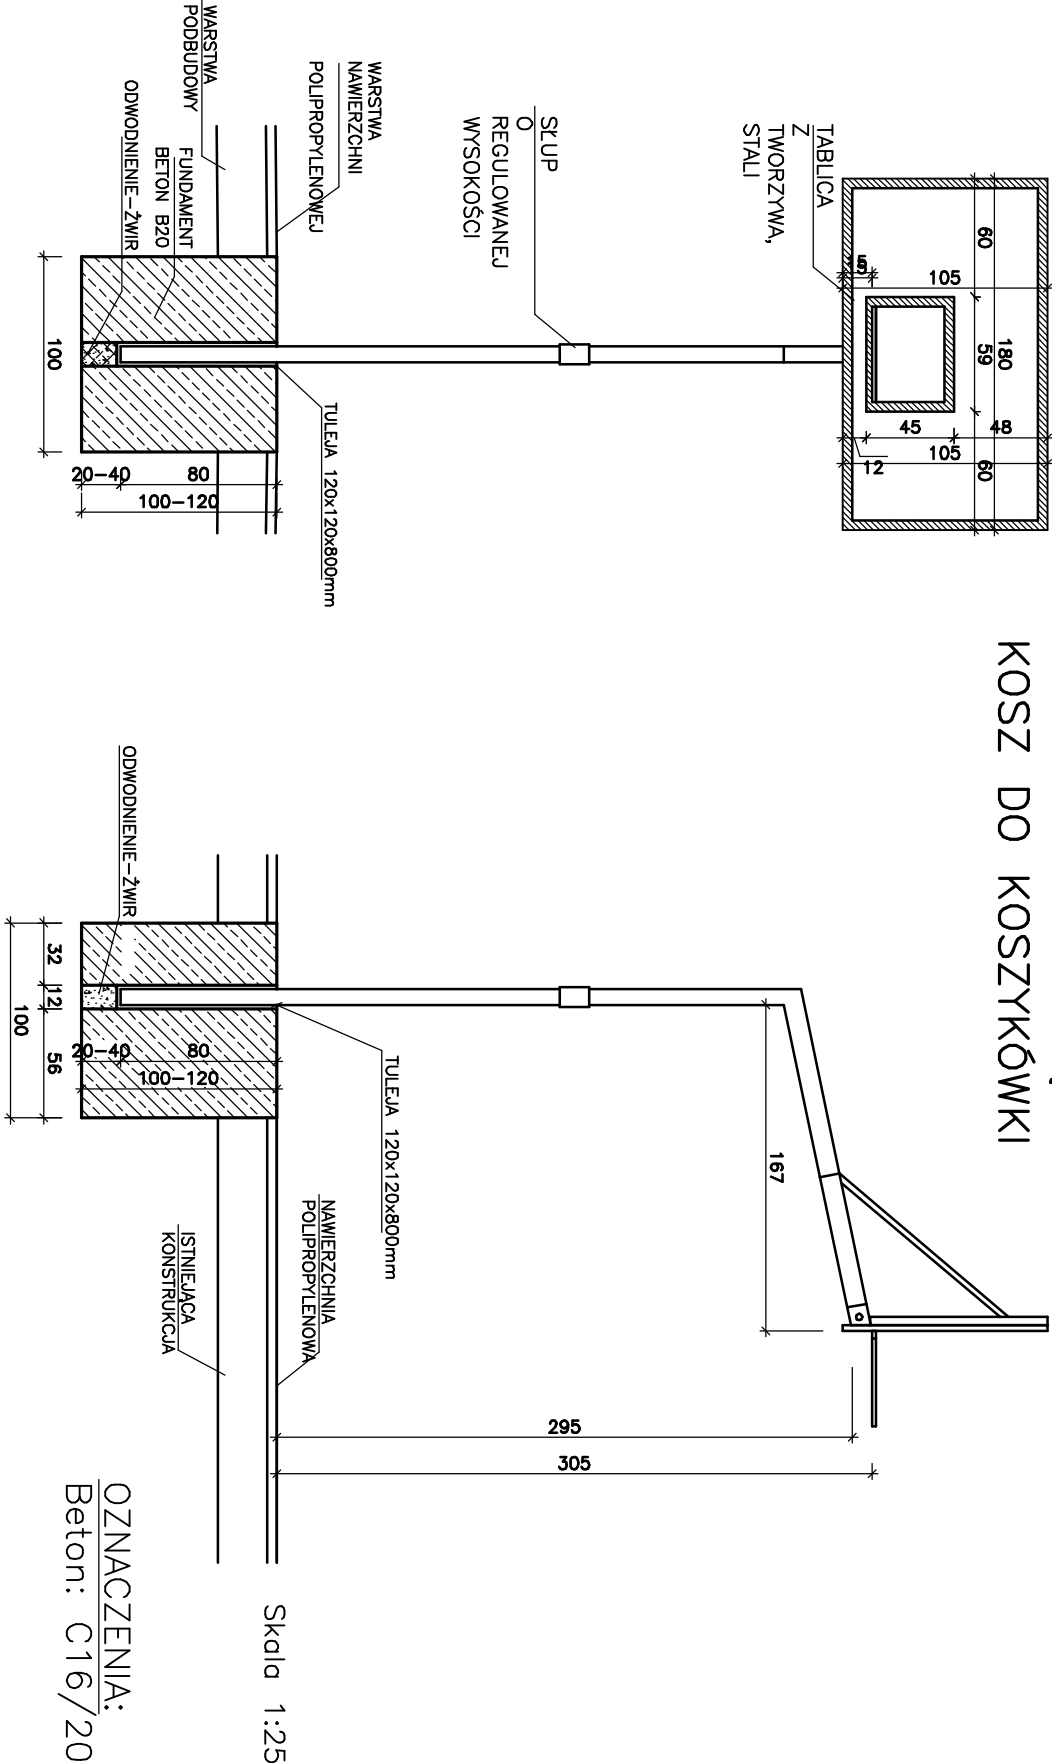 KOSZ DO KOSZYKÓWKI
TABLICA
Z
TWORZYWA,
STALI
SŁUP
O
REGULOWANEJ
WYSOKOŚCI
WARSTWA
NAWIERZCHNI
POLIPROPYLENOWEJ
WARSTWA
PODBUDOWY
FUNDAMENT
BETON B20
ODWODNIENIE-ŻWIR
TULEJA 120x120x800mm
60
59
60
180
105
15
45
48
105
12
100
20-40
80
100-120
ODWODNIENIE-ŻWIR
TULEJA 120x120x800mm
NAWIERZCHNIA
POLIPROPYLENOWA
ISTNIEJĄCA
KONSTRUKCJA
167
295
305
32
12
56
100
20-40
80
100-120
Skala 1:25
OZNACZENIA:
Beton: C16/20